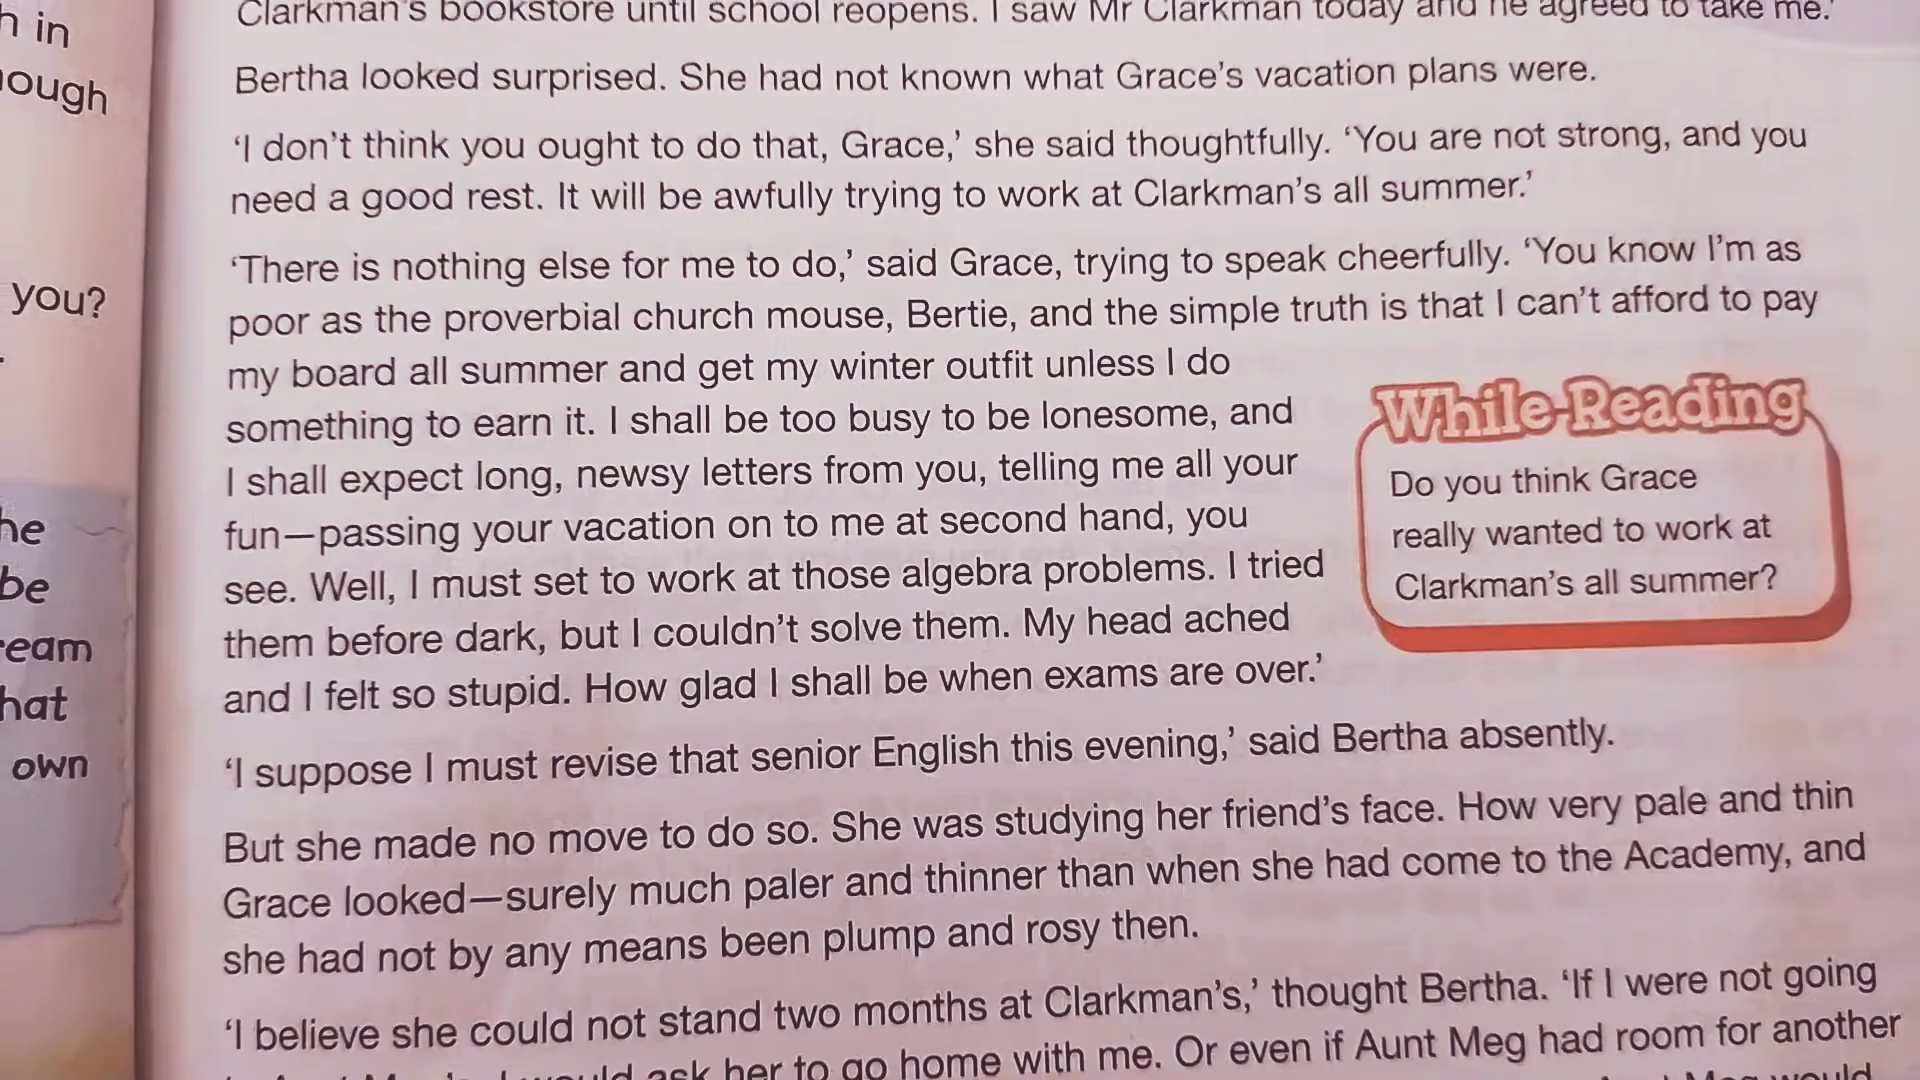 n in
ough
you?
he
be
ream
hat
own
Clarkman's bookstore until school reopens. I saw Mr Clarkman today and he agreed to take me.'
Bertha looked surprised. She had not known what Grace's vacation plans were.
'I don't think you ought to do that, Grace,' she said thoughtfully. 'You are not strong, and you
need a good rest. It will be awfully trying to work at Clarkman's all summer.'
'There is nothing else for me to do,' said Grace, trying to speak cheerfully. 'You know I'm as
poor as the proverbial church mouse, Bertie, and the simple truth is that I can't afford to pay
my board all summer and get my winter outfit unless I do
something to earn it. I shall be too busy to be lonesome, and
I shall expect long, newsy letters from you, telling me all your
fun—passing your vacation on to me at second hand, you
see. Well, I must set to work at those algebra problems. I tried
them before dark, but I couldn't solve them. My head ached
and I felt so stupid. How glad I shall be when exams are over.'
While-Reading
Do you think Grace
really wanted to work at
Clarkman's all summer?
'I suppose I must revise that senior English this evening,' said Bertha absently.
But she made no move to do so. She was studying her friend's face. How very pale and thin
Grace looked—surely much paler and thinner than when she had come to the Academy, and
she had not by any means been plump and rosy then.
'I believe she could not stand two months at Clarkman's,' thought Bertha. 'If I were not going
ask her to go home with me. Or even if Aunt Meg had room for another
would